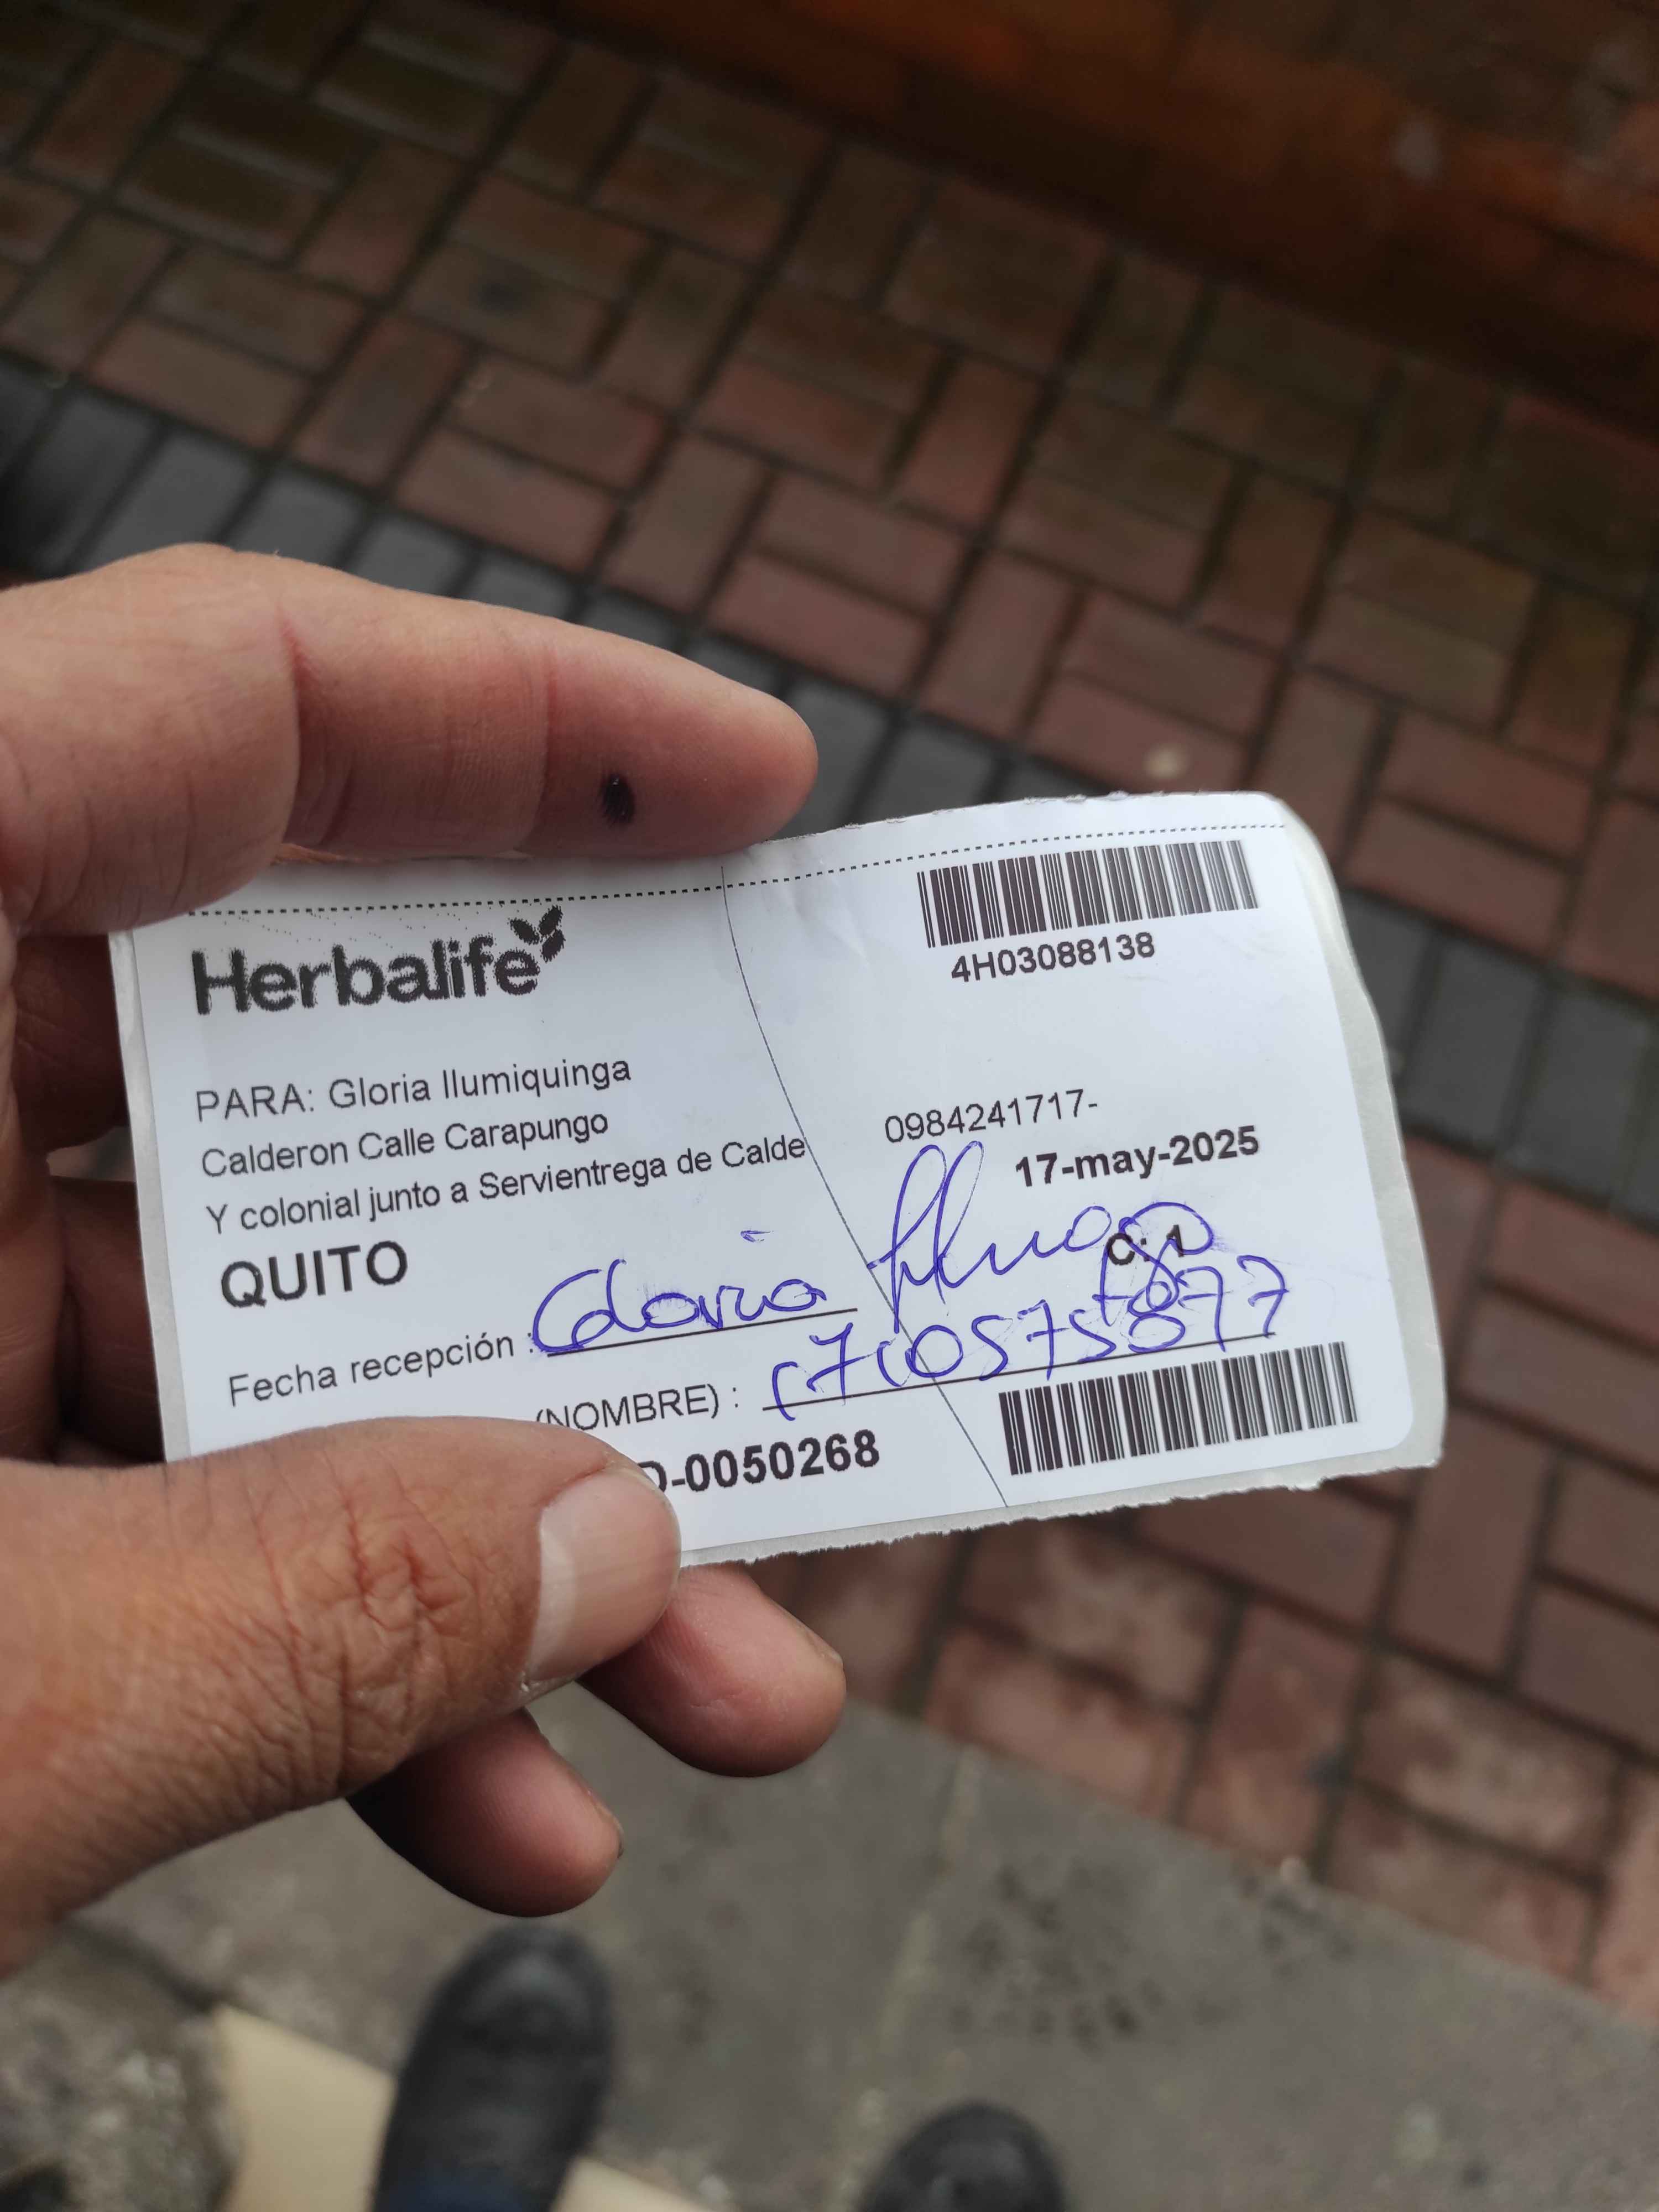 Herbalife
4H03088138
PARA: Gloria Ilumiquinga
Calderon Calle Carapungo
Y colonial junto a Servientrega de Calde
0984241717-
17-may-2025
QUITO
C: 1
Fecha recepción : Gloria
(NOMBRE) :
-0050268